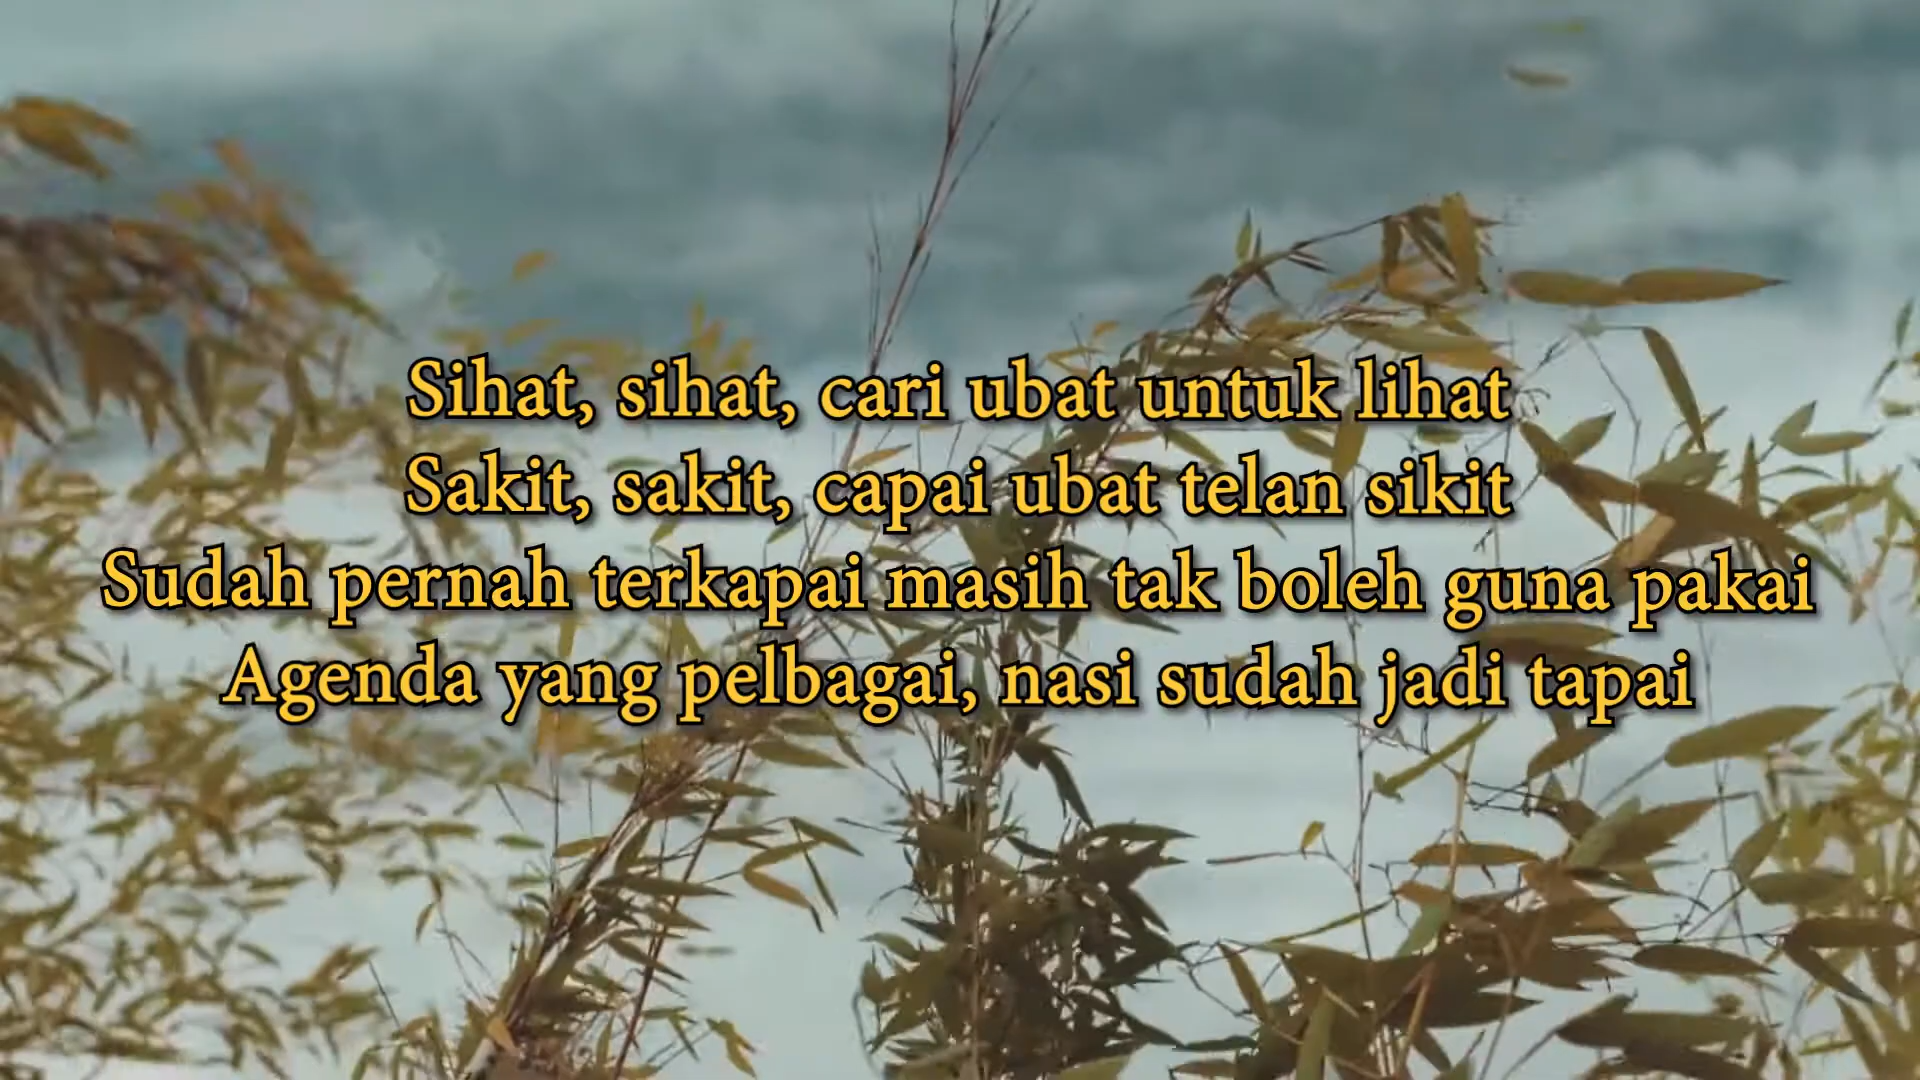 Sihat, sihat, cari ubat untuk lihat
Sakit, sakit, capai ubat telan sikit
Sudah pernah terkapai masih tak boleh guna pakai
Agenda yang pelbagai, nasi sudah jadi tapai